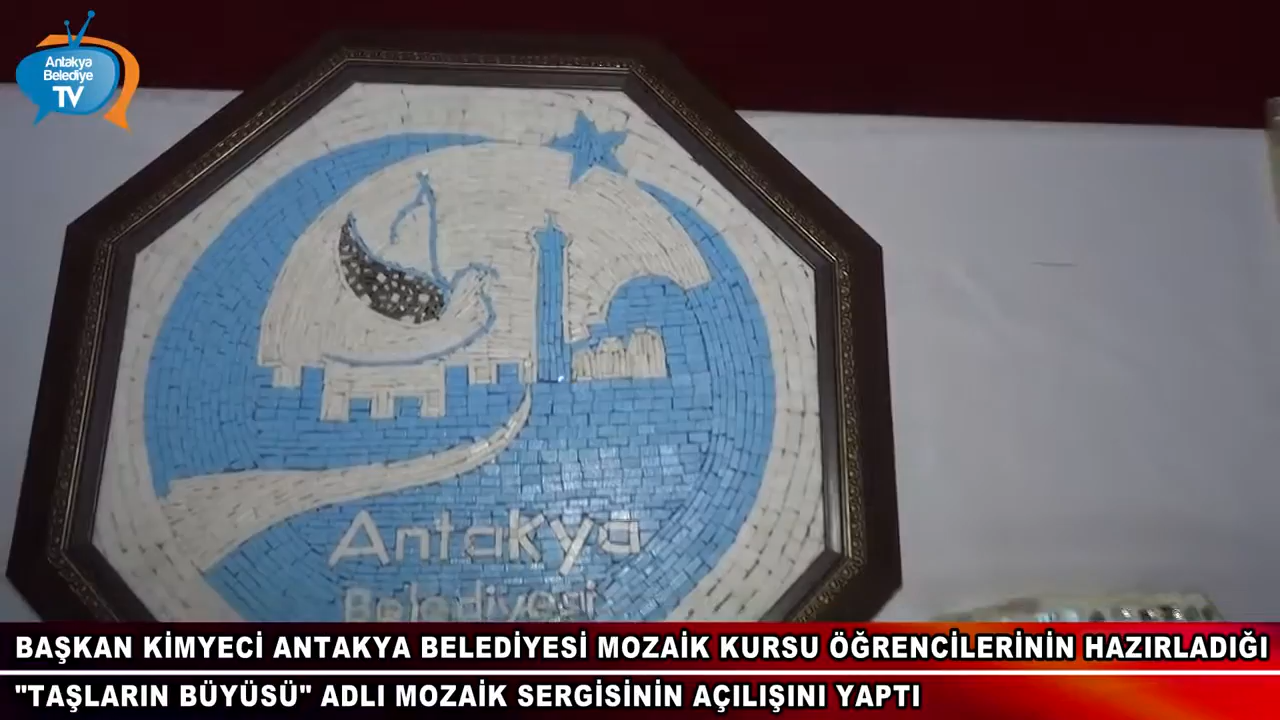 Antakya
Belediye
TV
Antakya
Belediyesi
BAŞKAN KİMYECİ ANTAKYA BELEDİYESİ MOZAİK KURSU ÖĞRENCİLERİNİN HAZIRLADIĞI
"TAŞLARIN BÜYÜSÜ" ADLI MOZAİK SERGİSİNİN AÇILIŞINI YAPTI